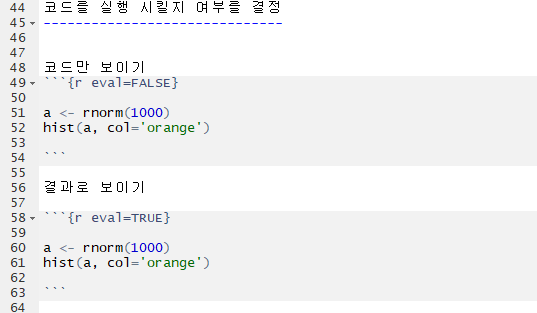 44 코드를 실행 시킬지 여부를 결정
45 ------------------------------
46
47
48 코드만 보이기
49 ```{r eval=FALSE}
50
51 a <- rnorm(1000)
52 hist(a, col='orange')
53
54 ```
55
56 결과로 보이기
57
58 ```{r eval=TRUE}
59
60 a <- rnorm(1000)
61 hist(a, col='orange')
62
63 ```
64